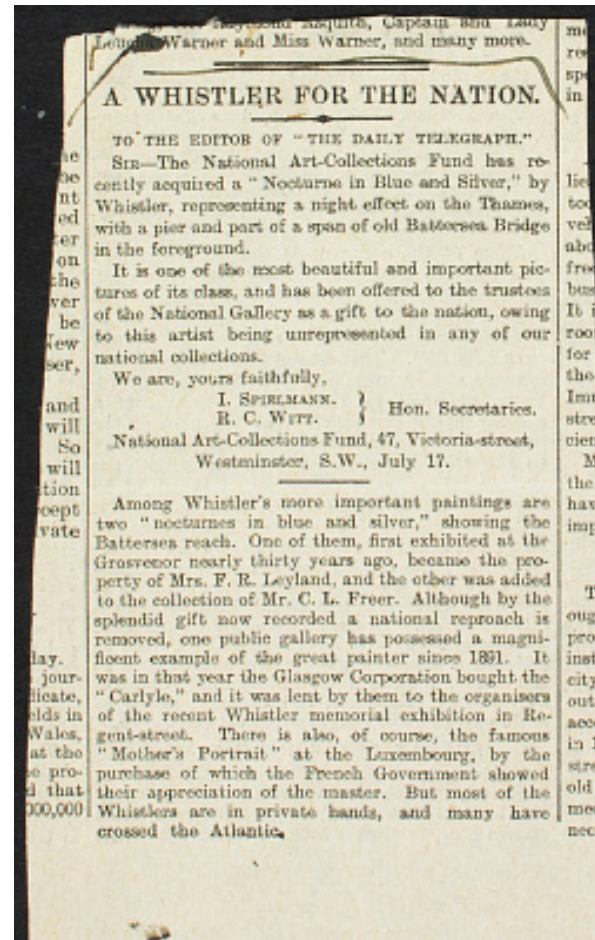 Asquith, Captain and Lady
Warner and Miss Warner, and many more.
A WHISTLER FOR THE NATION.
TO THE EDITOR OF "THE DAILY TELEGRAPH."
SIR—The National Art-Collections Fund has re-
cently acquired a "Nocturne in Blue and Silver," by
Whistler, representing a night effect on the Thames,
with a pier and part of a span of old Battersea Bridge
in the foreground.
It is one of the most beautiful and important pic-
tures of its class, and has been offered to the trustees
of the National Gallery as a gift to the nation, owing
to this artist being unrepresented in any of our
national collections.
We are, yours faithfully,
I. SPIELMANN. } Hon. Secretaries.
R. C. WITT.
National Art-Collections Fund, 47, Victoria-street,
Westminster, S.W., July 17.
Among Whistler's more important paintings are
two "nocturnes in blue and silver," showing the
Battersea reach. One of them, first exhibited at the
Grosvenor nearly thirty years ago, became the pro-
perty of Mrs. F. R. Leyland, and the other was added
to the collection of Mr. C. L. Freer. Although by the
splendid gift now recorded a national reproach is
removed, one public gallery has possessed a magni-
ficent example of the great painter since 1891. It
was in that year the Glasgow Corporation bought the
"Carlyle," and it was lent by them to the organisers
of the recent Whistler memorial exhibition in Re-
gent-street. There is also, of course, the famous
"Mother's Portrait" at the Luxembourg, by the
purchase of which the French Government showed
their appreciation of the master. But most of the
Whistlers are in private hands, and many have
crossed the Atlantic.